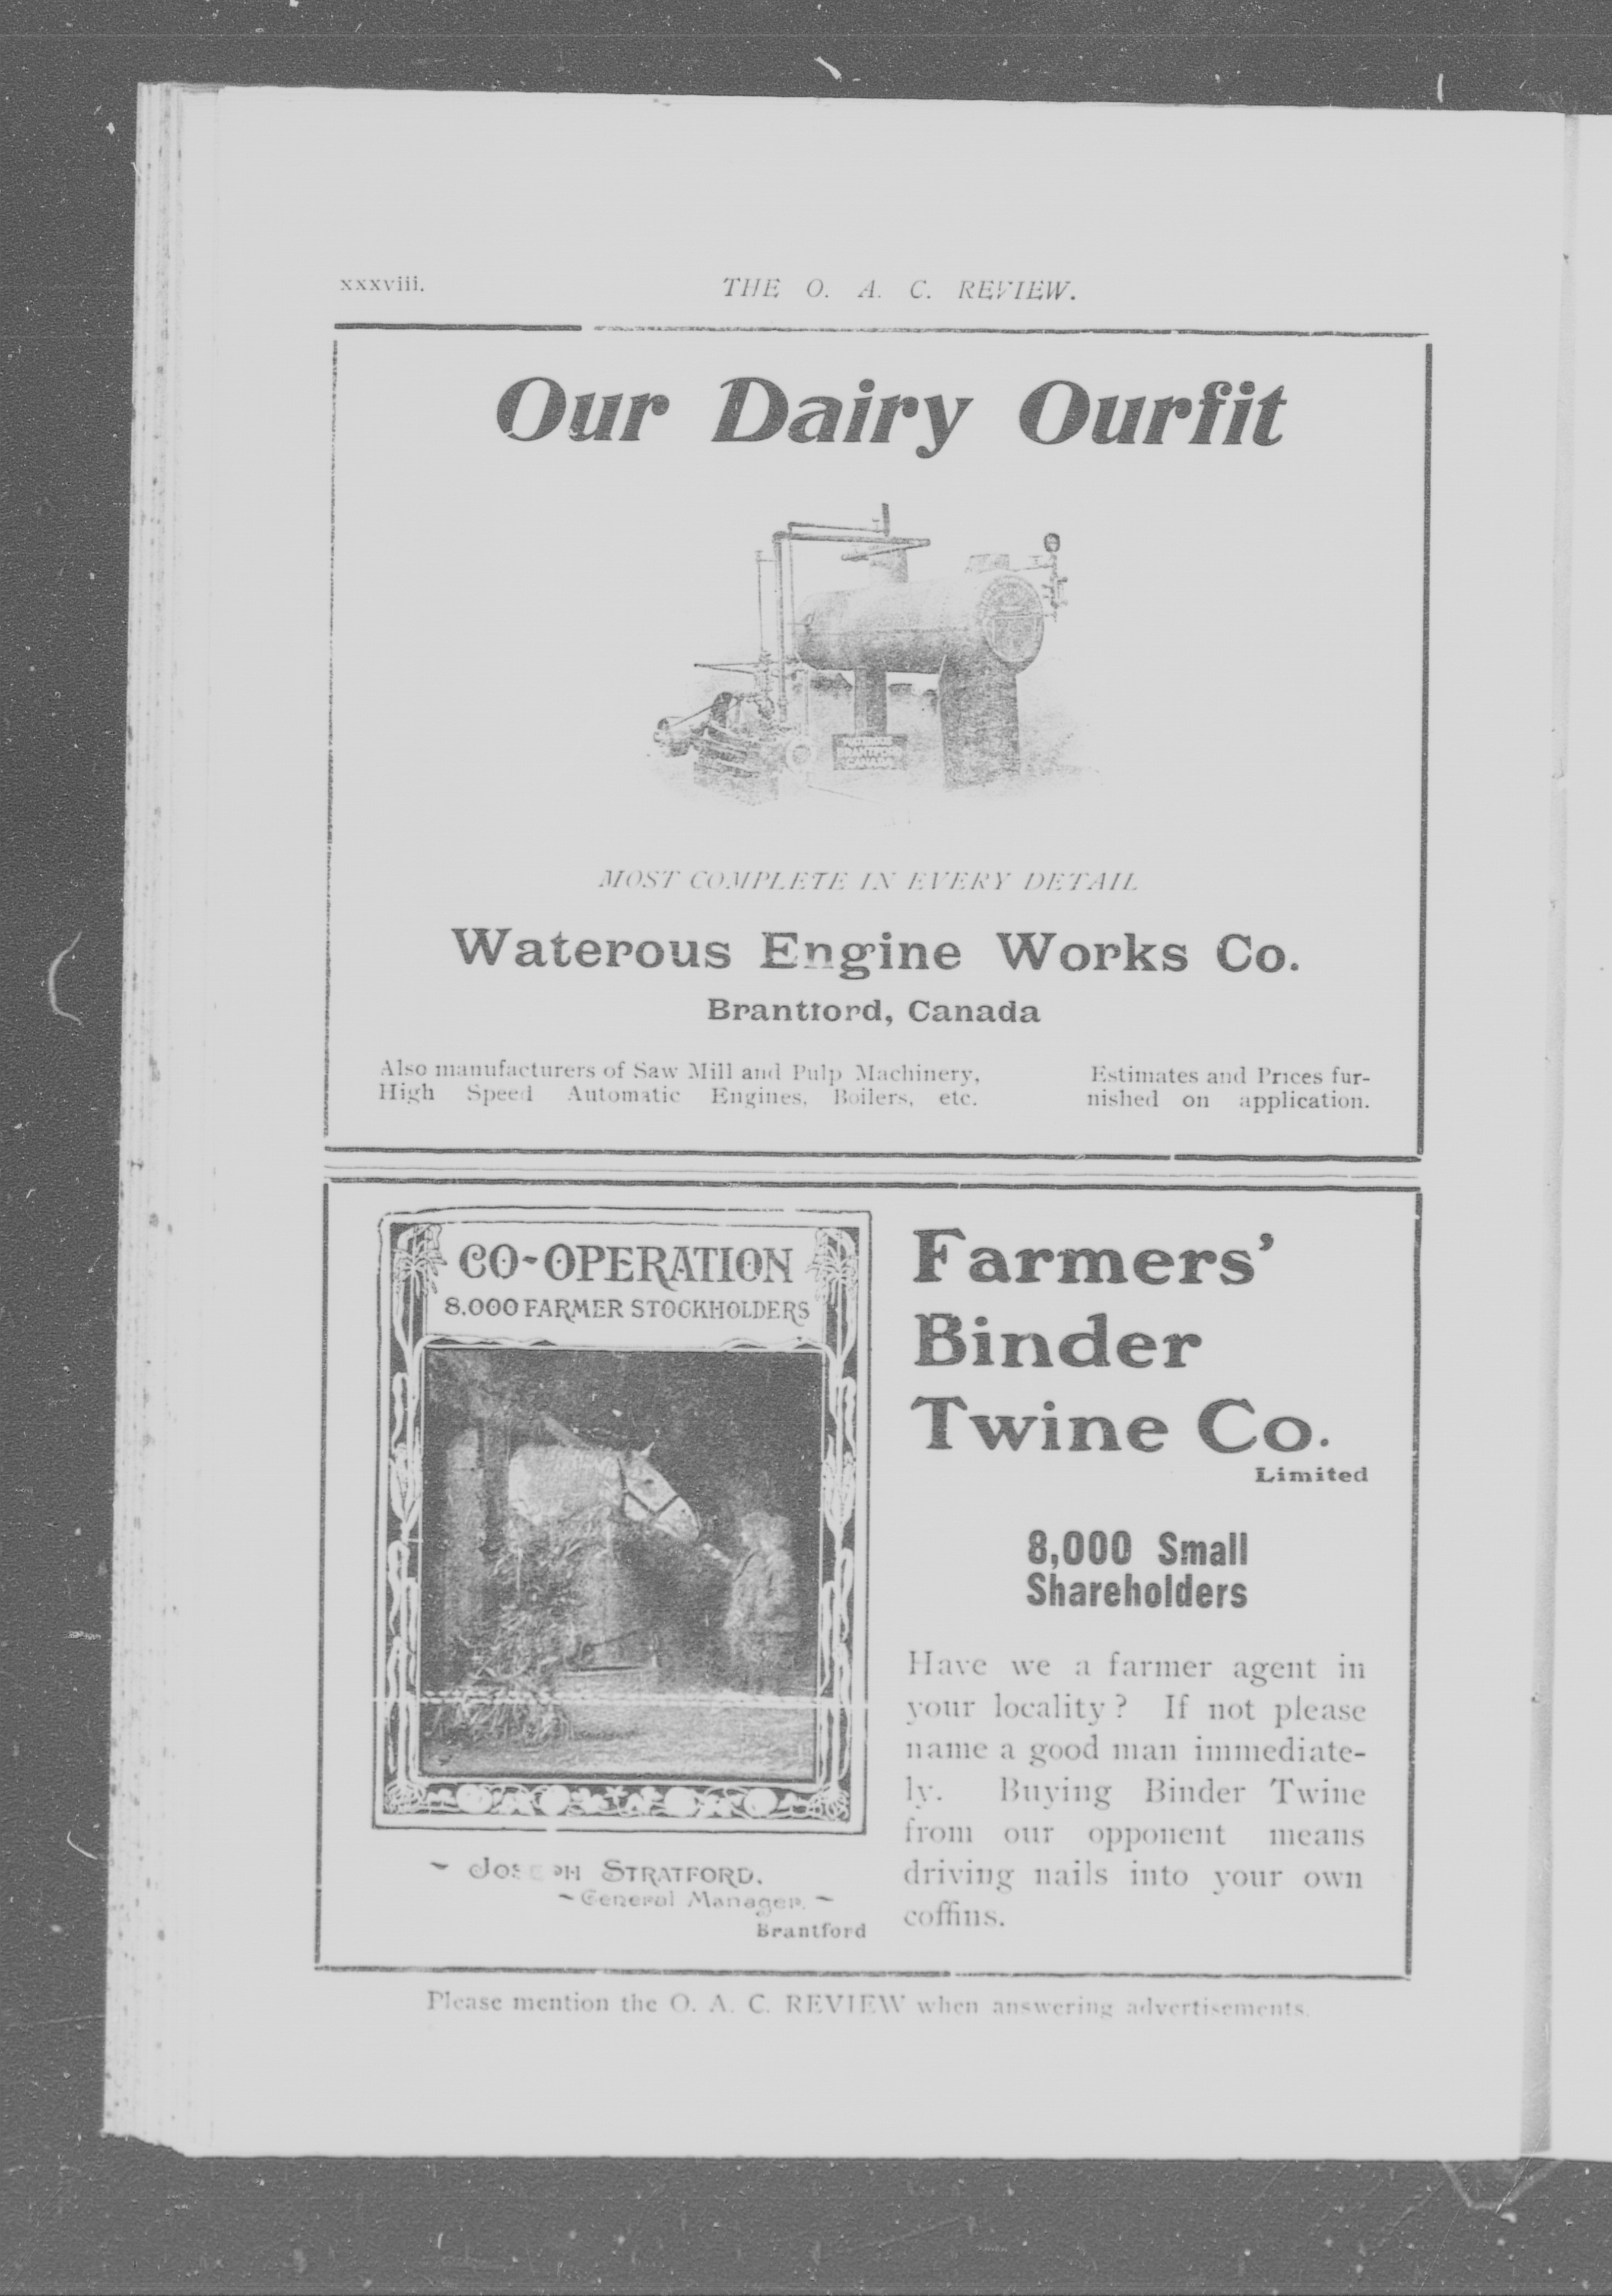 xxxviii. THE O. A. C. REVIEW.
Our Dairy Ourfit
BRANTFORD
CANADA
MOST COMPLETE IN EVERY DETAIL
Waterous Engine Works Co.
Brantford, Canada
Also manufacturers of Saw Mill and Pulp Machinery,
High Speed Automatic Engines, Boilers, etc.
Estimates and Prices fur-
nished on application.
CO-OPERATION
8,000 FARMER STOCKHOLDERS
~ JOSEPH STRATFORD,
~ General Manager, ~
Brantford
Farmers'
Binder
Twine Co.
Limited
8,000 Small
Shareholders
Have we a farmer agent in
your locality? If not please
name a good man immediate-
ly. Buying Binder Twine
from our opponent means
driving nails into your own
coffins.
Please mention the O. A. C. REVIEW when answering advertisements.